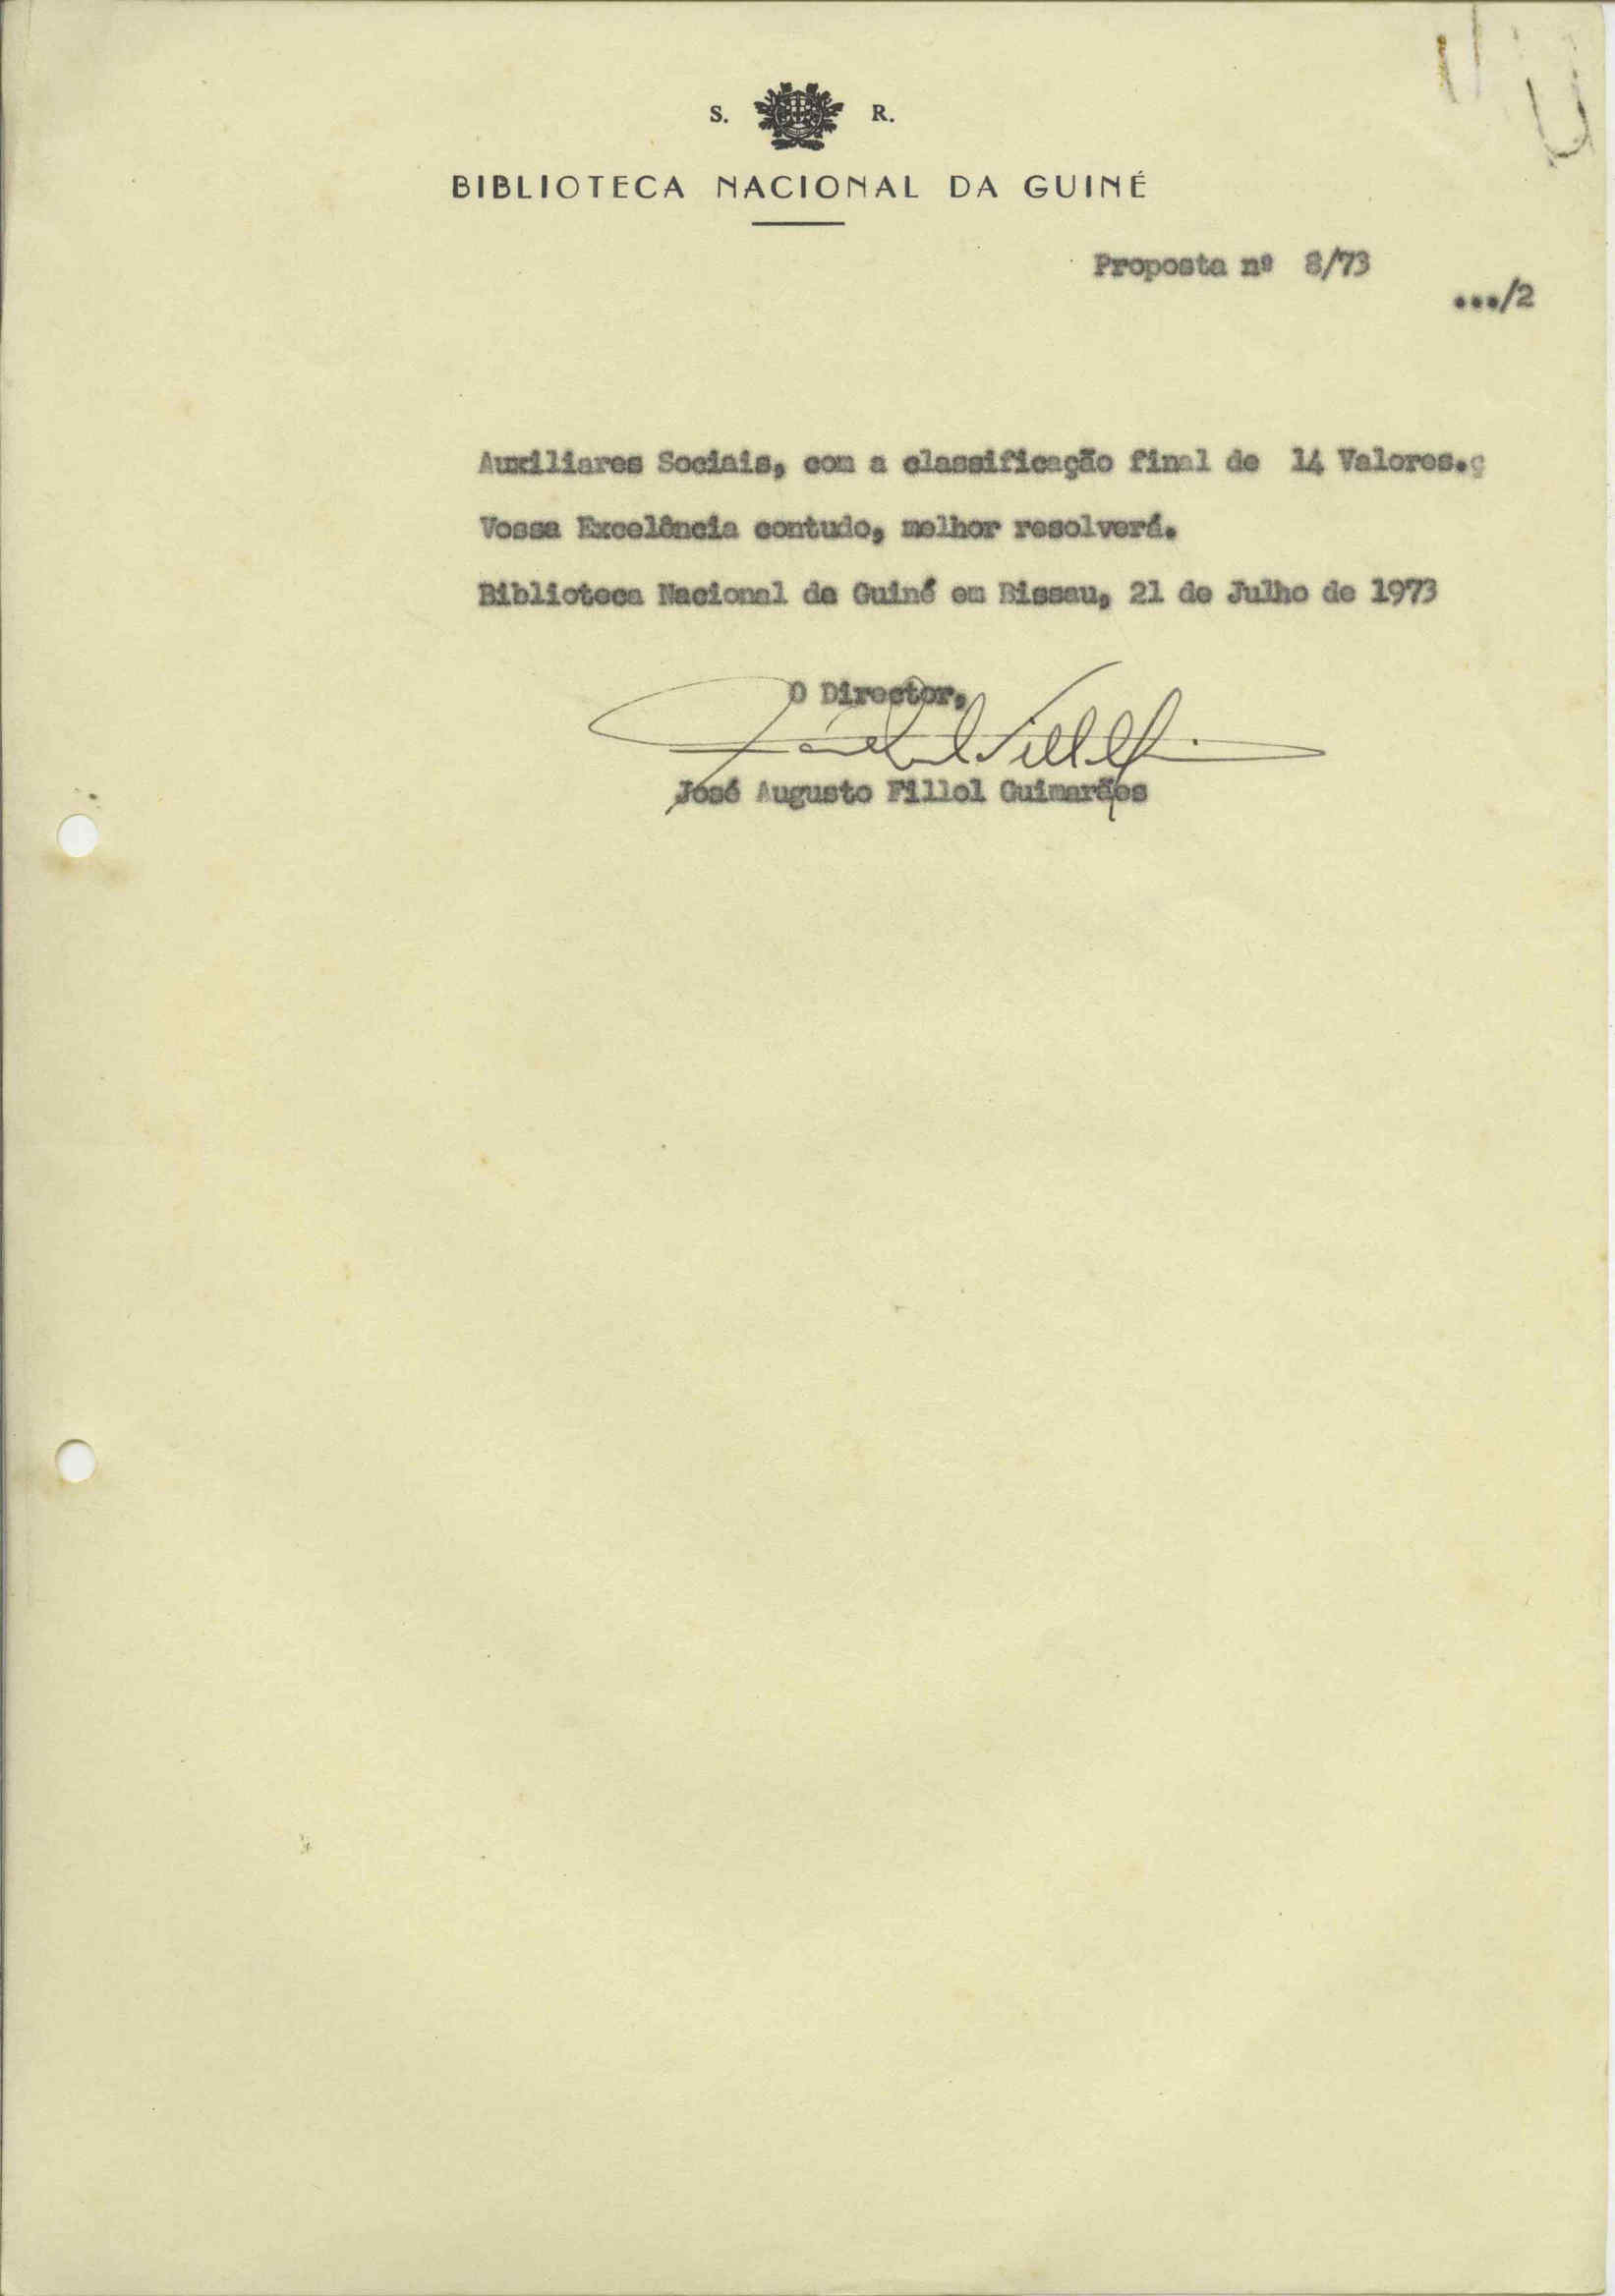 S. R.
BIBLIOTECA NACIONAL DA GUINÉ
Proposta nº 8/73
.../2
Auxiliares Sociais, com a classificação final de 14 Valores.ç
Vossa Excelência contudo, melhor resolverá.
Biblioteca Nacional da Guiné em Bissau, 21 de Julho de 1973
O Director,
José Augusto Fillol Guimarães